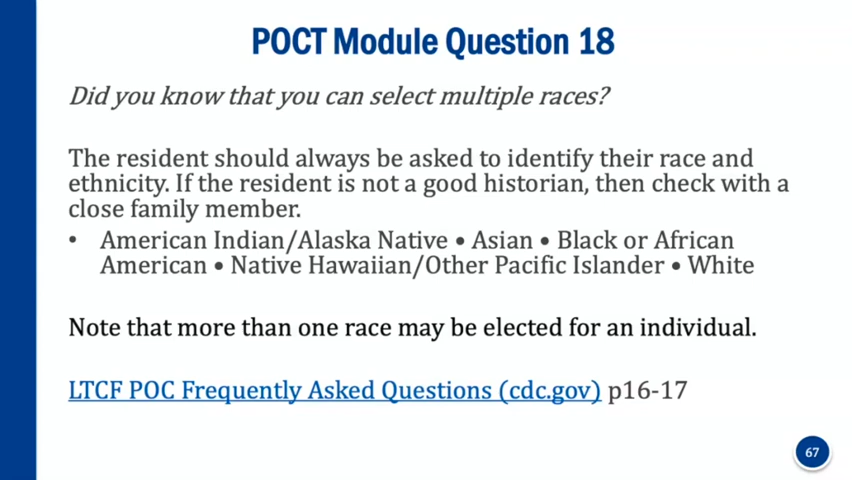 POCT Module Question 18
Did you know that you can select multiple races?
The resident should always be asked to identify their race and
ethnicity. If the resident is not a good historian, then check with a
close family member.
• American Indian/Alaska Native • Asian • Black or African
American • Native Hawaiian/Other Pacific Islander • White
Note that more than one race may be elected for an individual.
LTCF POC Frequently Asked Questions (cdc.gov) p16-17
67